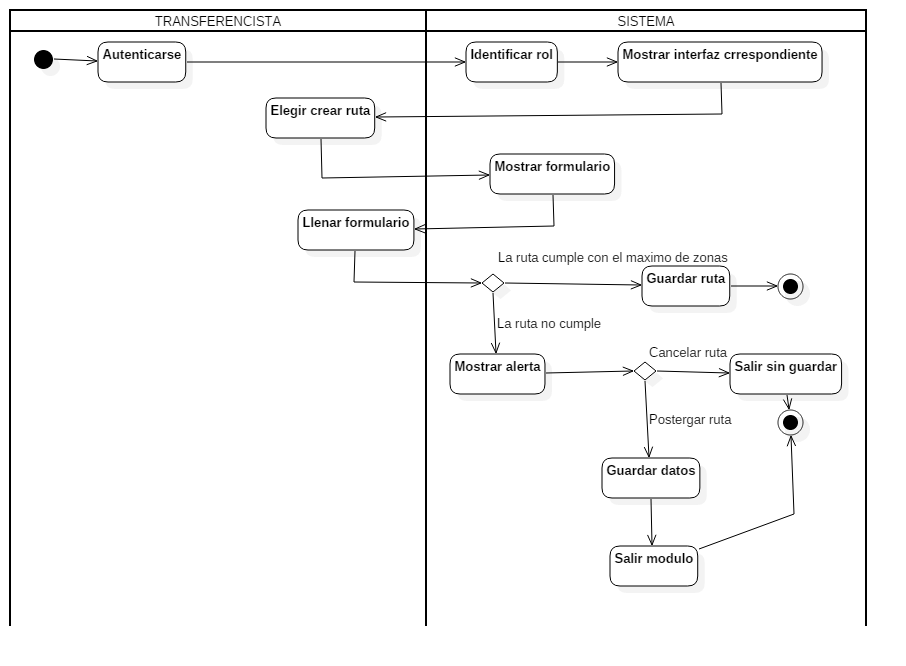 TRANSFERENCISTA
SISTEMA
Autenticarse
Identificar rol
Mostrar interfaz crrespondiente
Elegir crear ruta
Mostrar formulario
Llenar formulario
La ruta cumple con el maximo de zonas
Guardar ruta
La ruta no cumple
Mostrar alerta
Cancelar ruta
Salir sin guardar
Postergar ruta
Guardar datos
Salir modulo